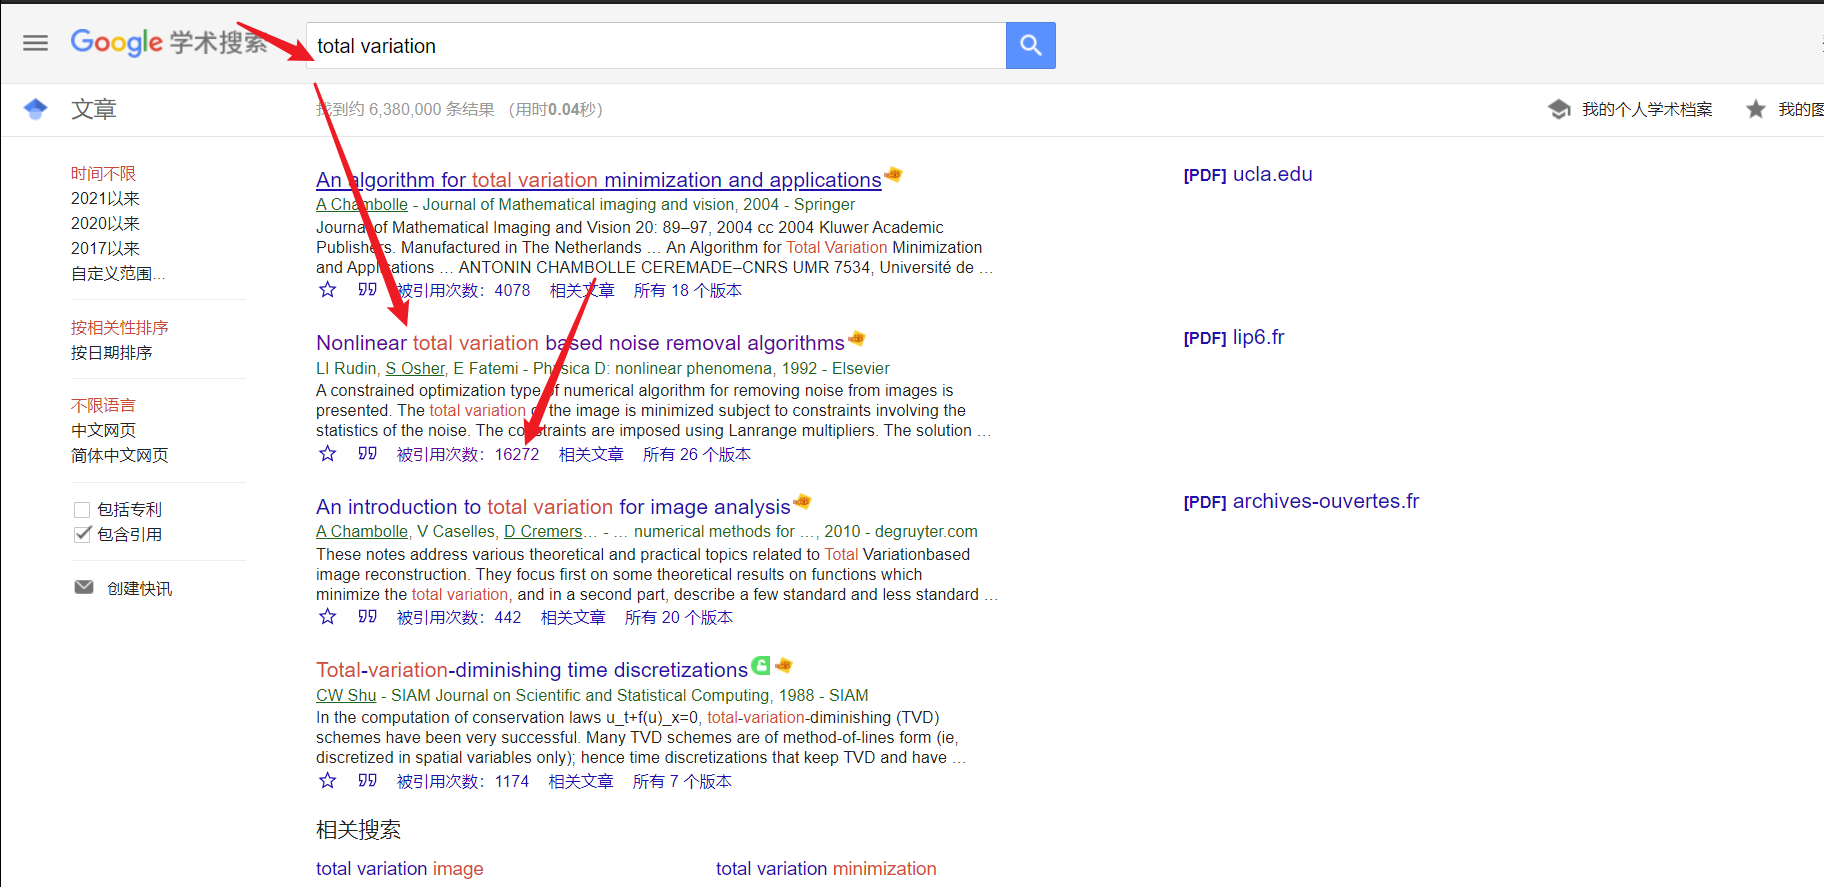 Google 学术搜索
total variation
文章
找到约 6,380,000 条结果 （用时0.04秒）
我的个人学术档案
我的图
时间不限
2021以来
2020以来
2017以来
自定义范围...
按相关性排序
按日期排序
不限语言
中文网页
简体中文网页
包括专利
包含引用
创建快讯
An algorithm for total variation minimization and applications
[PDF] ucla.edu
A Chambolle - Journal of Mathematical imaging and vision, 2004 - Springer
Journal of Mathematical Imaging and Vision 20: 89–97, 2004 cc 2004 Kluwer Academic
Publishers. Manufactured in The Netherlands … An Algorithm for Total Variation Minimization
and Applications … ANTONIN CHAMBOLLE CEREMADE–CNRS UMR 7534, Université de …
被引用次数：4078 相关文章 所有 18 个版本
Nonlinear total variation based noise removal algorithms
[PDF] lip6.fr
LI Rudin, S Osher, E Fatemi - Physica D: nonlinear phenomena, 1992 - Elsevier
A constrained optimization type of numerical algorithm for removing noise from images is
presented. The total variation of the image is minimized subject to constraints involving the
statistics of the noise. The constraints are imposed using Lanrange multipliers. The solution …
被引用次数：16272 相关文章 所有 26 个版本
An introduction to total variation for image analysis
[PDF] archives-ouvertes.fr
A Chambolle, V Caselles, D Cremers… - … numerical methods for …, 2010 - degruyter.com
These notes address various theoretical and practical topics related to Total Variationbased
image reconstruction. They focus first on some theoretical results on functions which
minimize the total variation, and in a second part, describe a few standard and less standard …
被引用次数：442 相关文章 所有 20 个版本
Total-variation-diminishing time discretizations
CW Shu - SIAM Journal on Scientific and Statistical Computing, 1988 - SIAM
In the computation of conservation laws u_t+f(u)_x=0, total-variation-diminishing (TVD)
schemes have been very successful. Many TVD schemes are of method-of-lines form (ie,
discretized in spatial variables only); hence time discretizations that keep TVD and have …
被引用次数：1174 相关文章 所有 7 个版本
相关搜索
total variation image
total variation minimization